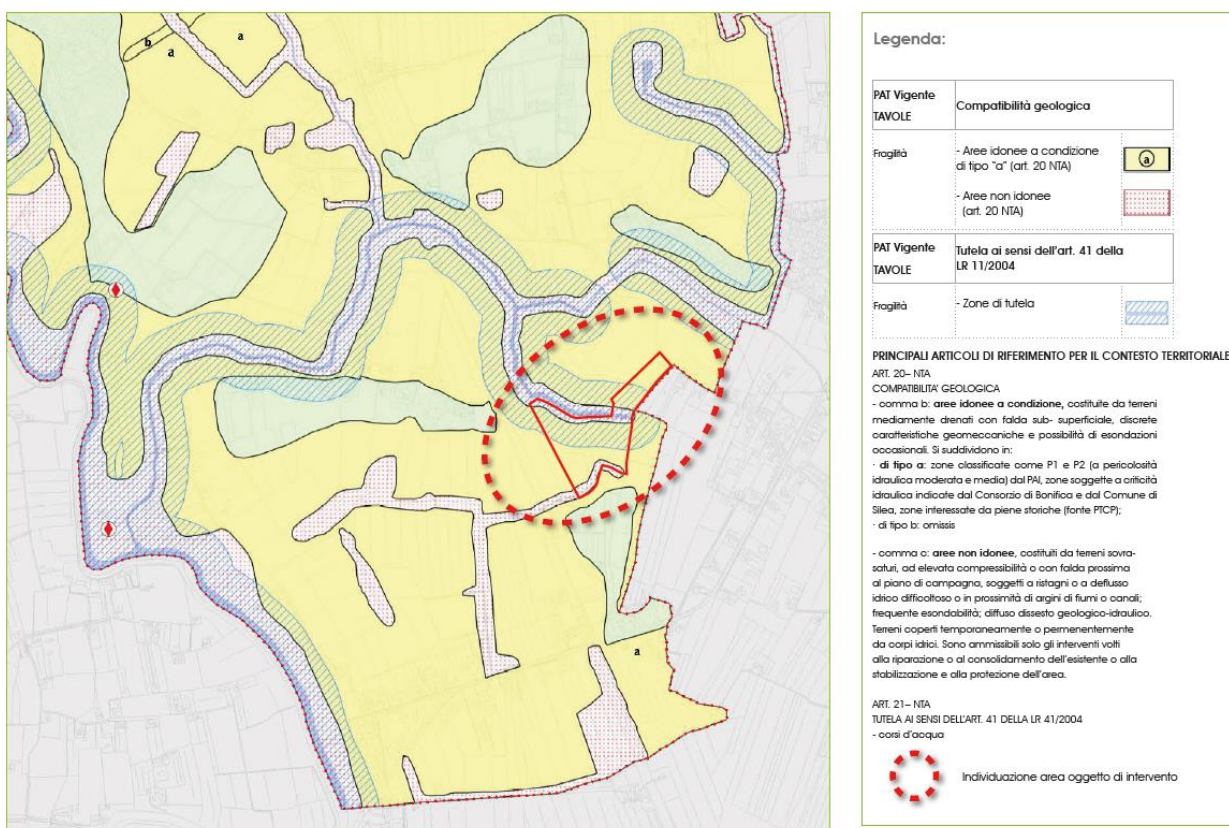 b
a
a
a
Legenda:
PAT Vigente
TAVOLE
Compatibilità geologica
Fragilità
- Aree idonee a condizione
di tipo "a" (art. 20 NTA)
a
- Aree non idonee
(art. 20 NTA)
PAT Vigente
TAVOLE
Tutela ai sensi dell'art. 41 della
LR 11/2004
Fragilità
- Zone di tutela
PRINCIPALI ARTICOLI DI RIFERIMENTO PER IL CONTESTO TERRITORIALE
ART. 20– NTA
COMPATIBILITA' GEOLOGICA
- comma b: aree idonee a condizione, costituite da terreni
mediamente drenati con falda sub- superficiale, discrete
caratteristiche geomeccaniche e possibilità di esondazioni
occasionali. Si suddividono in:
· di tipo a: zone classificate come P1 e P2 (a pericolosità
idraulica moderata e media) dal PAI, zone soggette a criticità
idraulica indicate dal Consorzio di Bonifica e dal Comune di
Silea, zone interessate da piene storiche (fonte PTCP);
· di tipo b: omissis
- comma c: aree non idonee, costituiti da terreni sovra-
saturi, ad elevata compressibilità o con falda prossima
al piano di campagna, soggetti a ristagni o a deflusso
idrico difficoltoso o in prossimità di argini di fiumi o canali;
frequente esondabilità; diffuso dissesto geologico-idraulico.
Terreni coperti temporaneamente o permenentemente
da corpi idrici. Sono ammissibili solo gli interventi volti
alla riparazione o al consolidamento dell'esistente o alla
stabilizzazione e alla protezione dell'area.
ART. 21– NTA
TUTELA AI SENSI DELL'ART. 41 DELLA LR 41/2004
- corsi d'acqua
Individuazione area oggetto di intervento